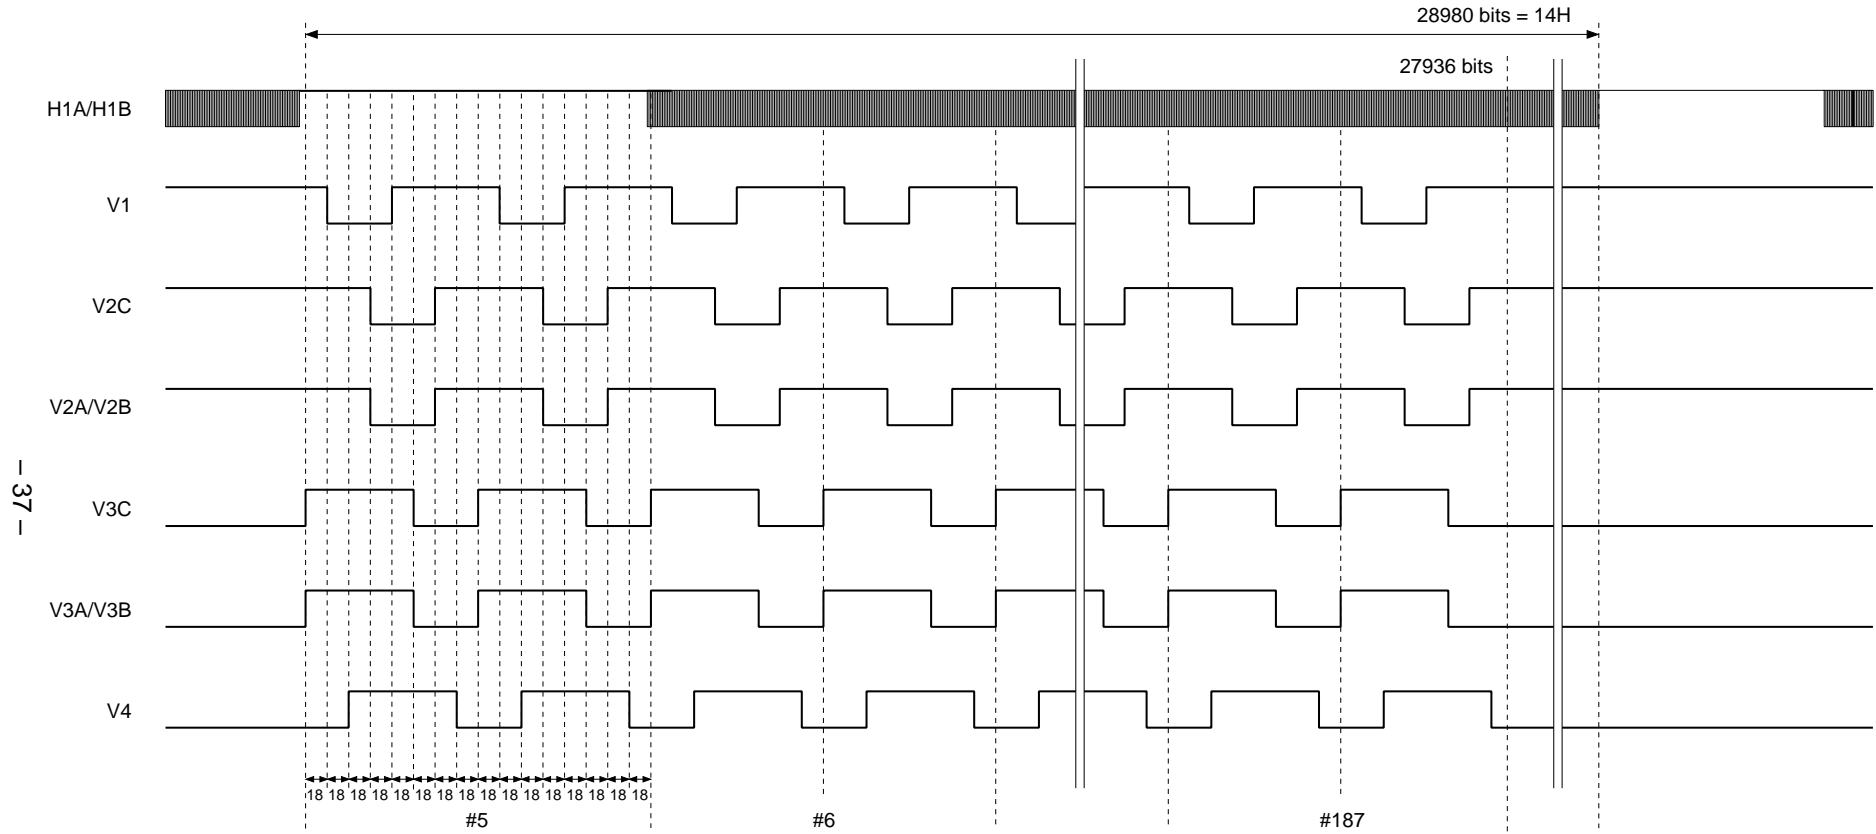 28980 bits = 14H
27936 bits
H1A/H1B
V1
V2C
V2A/V2B
V3C
V3A/V3B
V4
18 18 18 18 18 18 18 18 18 18 18 18 18 18 18 18
#5 #6 #187
– 37 –